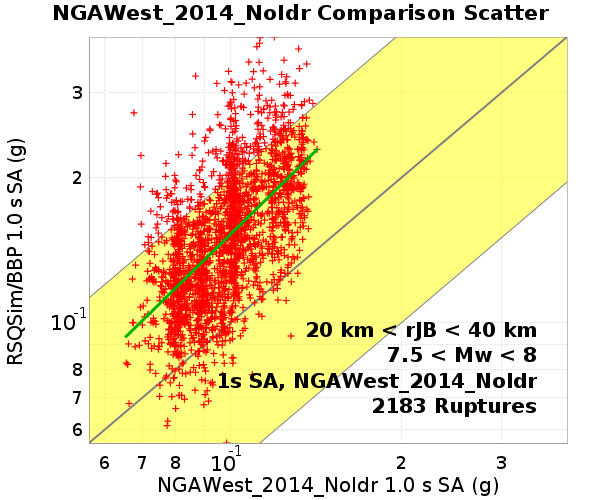 NGAWest_2014_NoIdr Comparison Scatter
RSQSim/BBP 1.0 s SA (g)
3
2
10-1
8
7
6
20 km < rJB < 40 km
7.5 < Mw < 8
1s SA, NGAWest_2014_NoIdr
2183 Ruptures
6 7 8 10-1 2 3
NGAWest_2014_NoIdr 1.0 s SA (g)